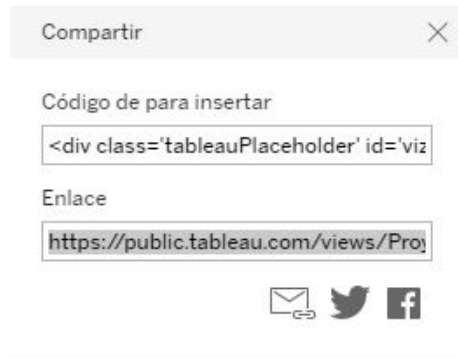 Compartir
Código de para insertar
<div class='tableauPlaceholder' id='viz
Enlace
https://public.tableau.com/views/Proy